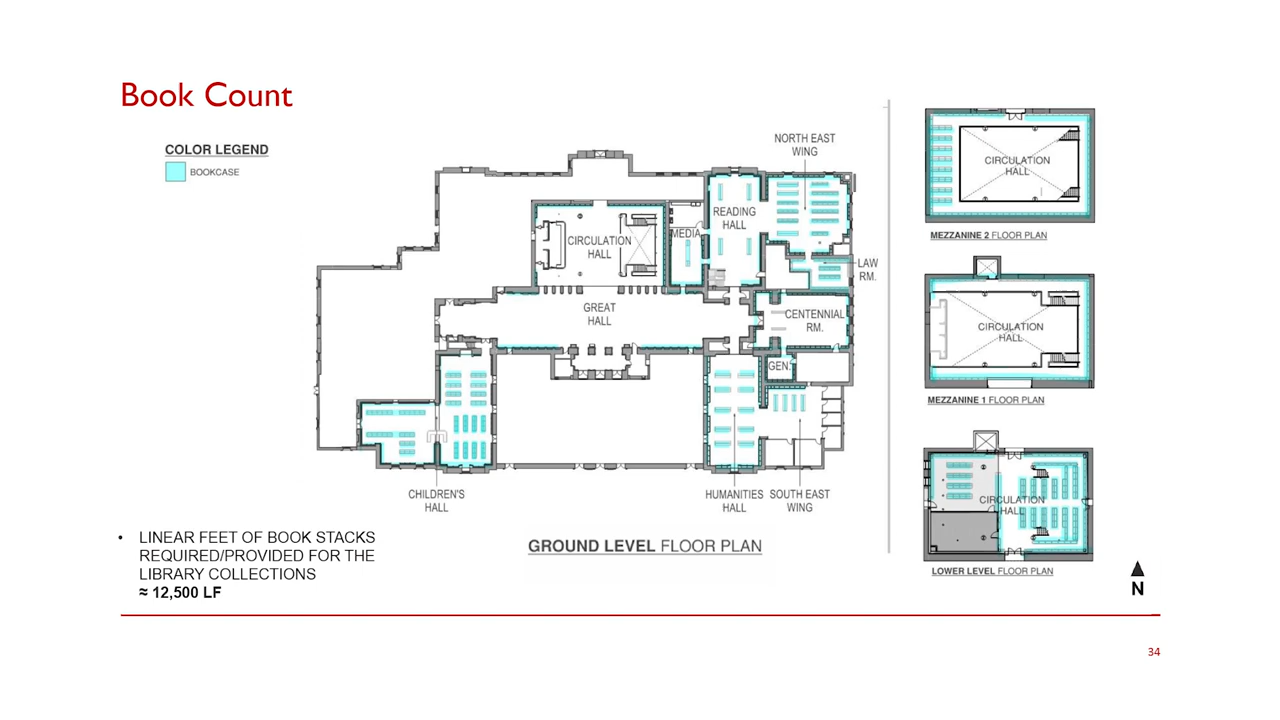 Book Count
COLOR LEGEND
BOOKCASE
NORTH EAST
WING
READING
HALL
MEDIA
CIRCULATION
HALL
LAW
RM.
GREAT
HALL
CENTENNIAL
RM.
GEN.
CHILDREN'S
HALL
HUMANITIES
HALL
SOUTH EAST
WING
GROUND LEVEL FLOOR PLAN
CIRCULATION
HALL
MEZZANINE 2 FLOOR PLAN
CIRCULATION
HALL
MEZZANINE 1 FLOOR PLAN
CIRCULATION
HALL
LOWER LEVEL FLOOR PLAN
N
• LINEAR FEET OF BOOK STACKS
REQUIRED/PROVIDED FOR THE
LIBRARY COLLECTIONS
≈ 12,500 LF
34